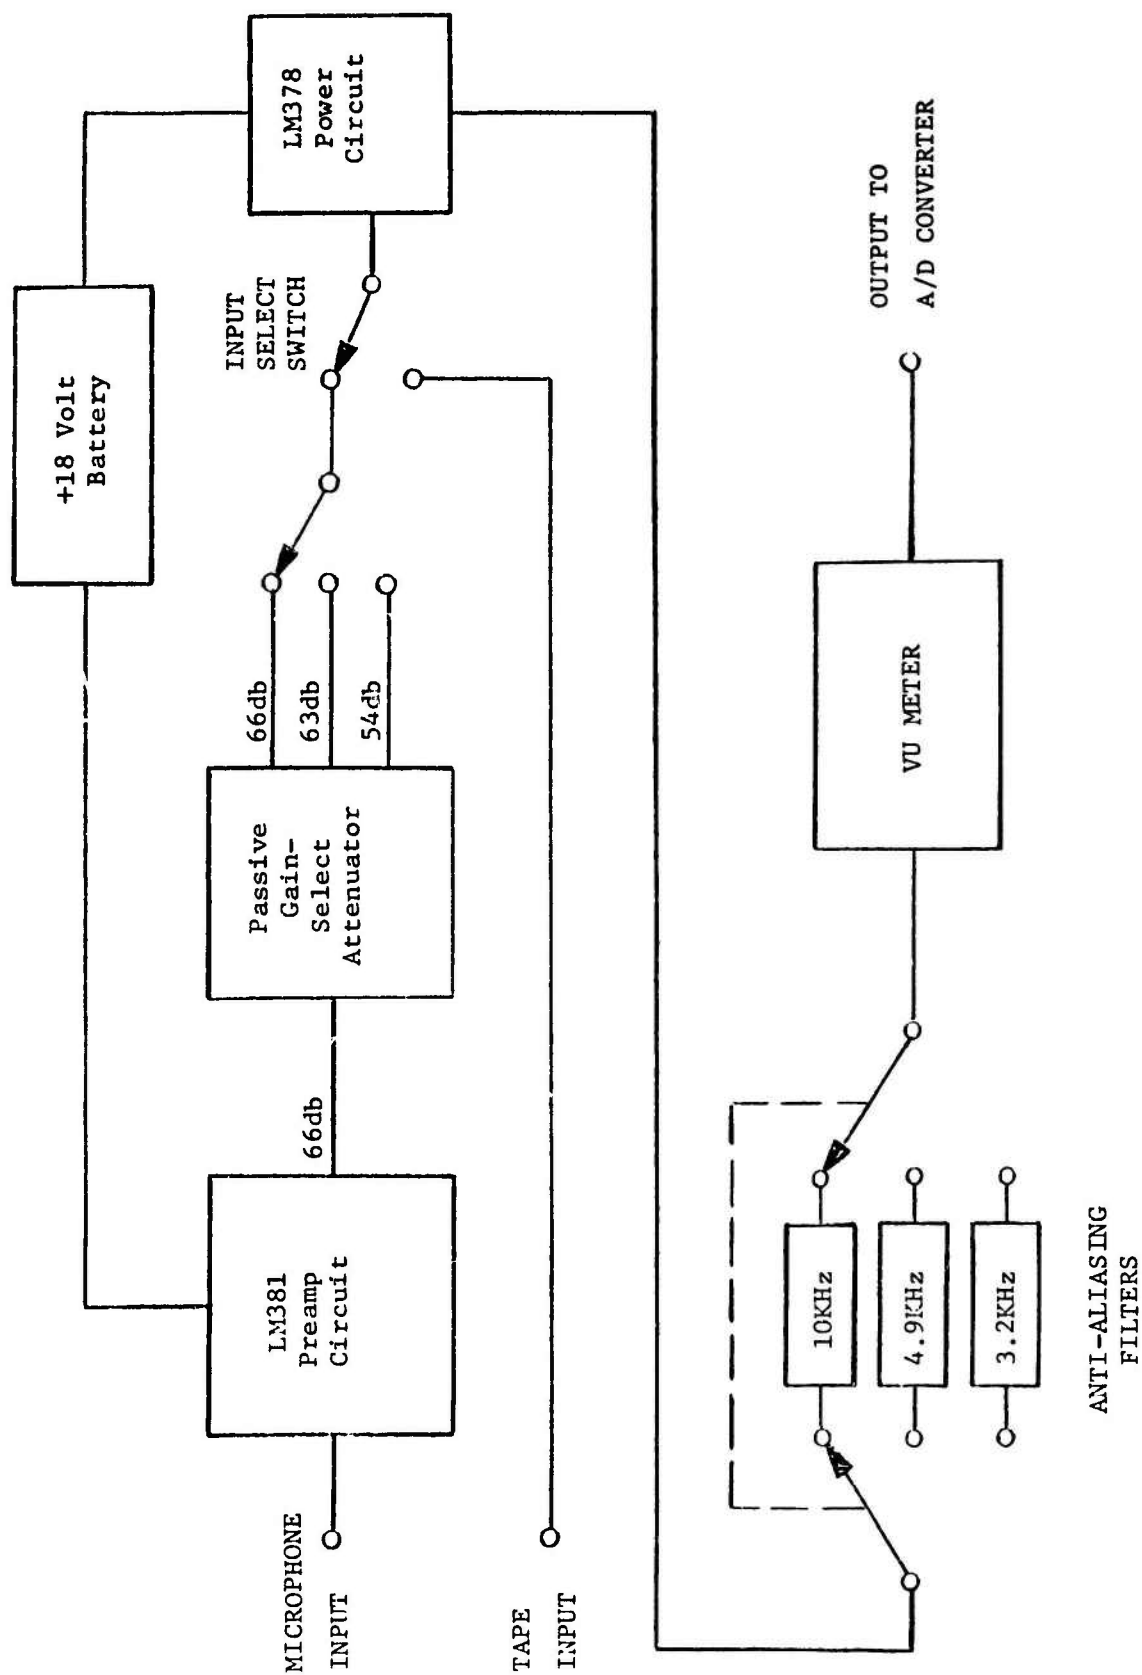 +18 Volt
Battery
LM378
Power
Circuit
INPUT
SELECT
SWITCH
66db
63db
54db
Passive
Gain-
Select
Attenuator
66db
LM381
Preamp
Circuit
MICROPHONE
INPUT
TAPE
INPUT
10KHz
4.9KHz
3.2KHz
ANTI-ALIASING
FILTERS
VU METER
OUTPUT TO
A/D CONVERTER